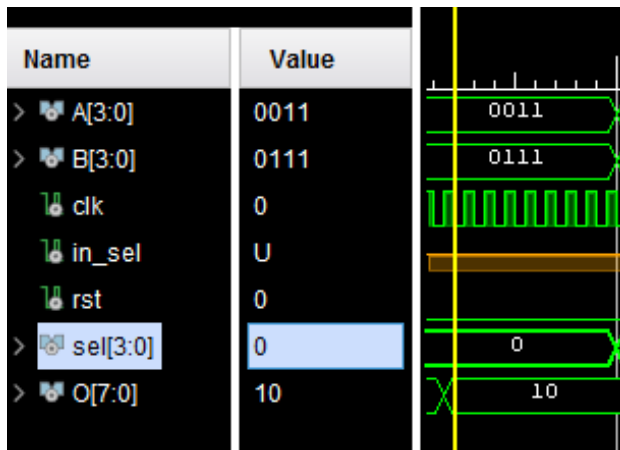 Name Value
A[3:0] 0011 0011
B[3:0] 0111 0111
clk 0
in_sel U
rst 0
sel[3:0] 0 0
O[7:0] 10 10